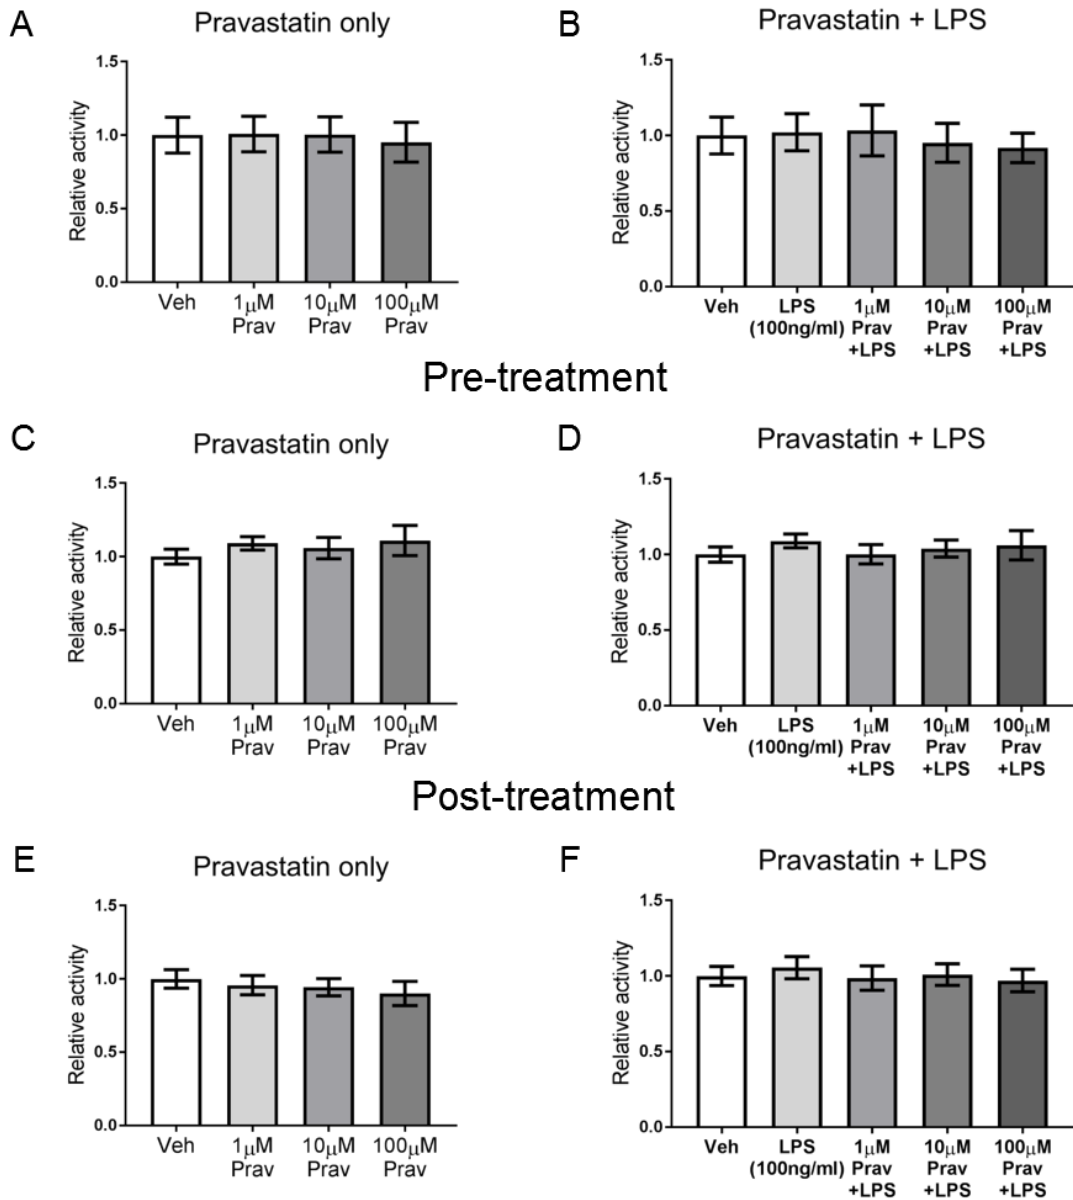 A
Pravastatin only
Relative activity
1.5
1.0
0.5
0.0
Veh
1μM
Prav
10μM
Prav
100μM
Prav
B
Pravastatin + LPS
Relative activity
1.5
1.0
0.5
0.0
Veh
LPS
(100ng/ml)
1μM
Prav
+LPS
10μM
Prav
+LPS
100μM
Prav
+LPS
Pre-treatment
C
Pravastatin only
Relative activity
1.5
1.0
0.5
0.0
Veh
1μM
Prav
10μM
Prav
100μM
Prav
D
Pravastatin + LPS
Relative activity
1.5
1.0
0.5
0.0
Veh
LPS
(100ng/ml)
1μM
Prav
+LPS
10μM
Prav
+LPS
100μM
Prav
+LPS
Post-treatment
E
Pravastatin only
Relative activity
1.5
1.0
0.5
0.0
Veh
1μM
Prav
10μM
Prav
100μM
Prav
F
Pravastatin + LPS
Relative activity
1.5
1.0
0.5
0.0
Veh
LPS
(100ng/ml)
1μM
Prav
+LPS
10μM
Prav
+LPS
100μM
Prav
+LPS